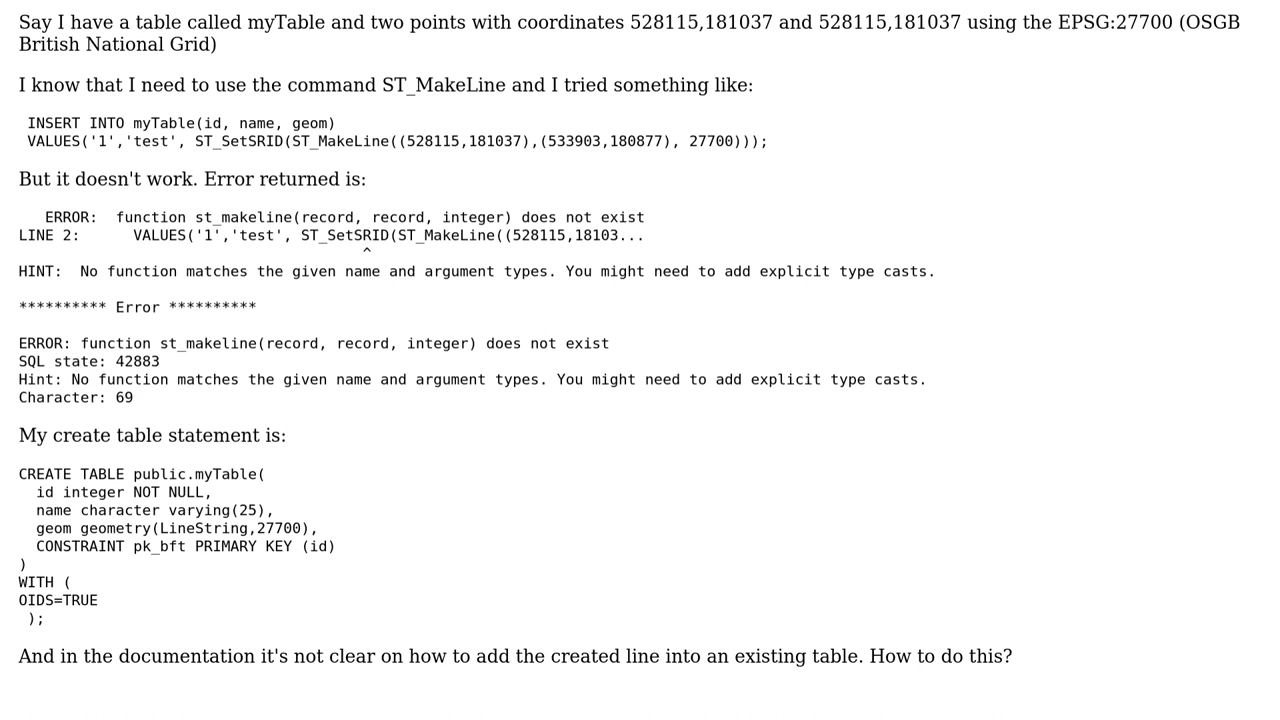 Say I have a table called myTable and two points with coordinates 528115,181037 and 528115,181037 using the EPSG:27700 (OSGB
British National Grid)
I know that I need to use the command ST_MakeLine and I tried something like:
INSERT INTO myTable(id, name, geom)
VALUES('1','test', ST_SetSRID(ST_MakeLine((528115,181037),(533903,180877), 27700)));
But it doesn't work. Error returned is:
ERROR:  function st_makeline(record, record, integer) does not exist
LINE 2:      VALUES('1','test', ST_SetSRID(ST_MakeLine((528115,18103...
^
HINT:  No function matches the given name and argument types. You might need to add explicit type casts.
********** Error **********
ERROR: function st_makeline(record, record, integer) does not exist
SQL state: 42883
Hint: No function matches the given name and argument types. You might need to add explicit type casts.
Character: 69
My create table statement is:
CREATE TABLE public.myTable(
id integer NOT NULL,
name character varying(25),
geom geometry(LineString,27700),
CONSTRAINT pk_bft PRIMARY KEY (id)
)
WITH (
OIDS=TRUE
);
And in the documentation it's not clear on how to add the created line into an existing table. How to do this?